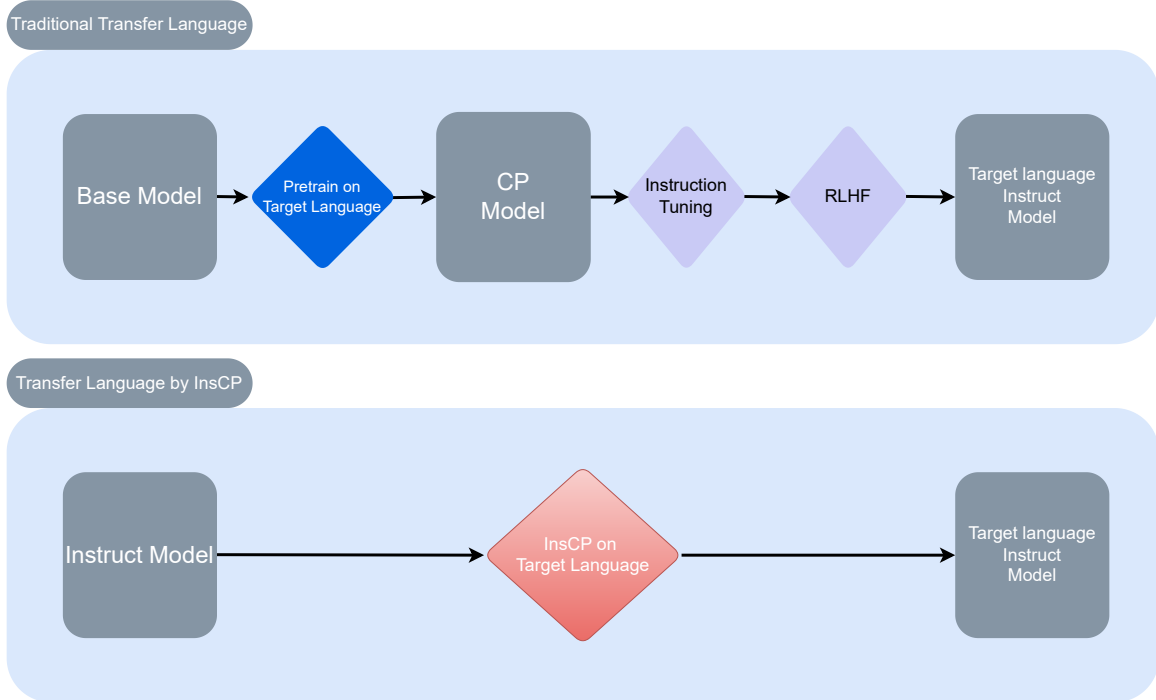 Traditional Transfer Language
Base Model
Pretrain on
Target Language
CP
Model
Instruction
Tuning
RLHF
Target language
Instruct
Model
Transfer Language by InsCP
Instruct Model
InsCP on
Target Language
Target language
Instruct
Model